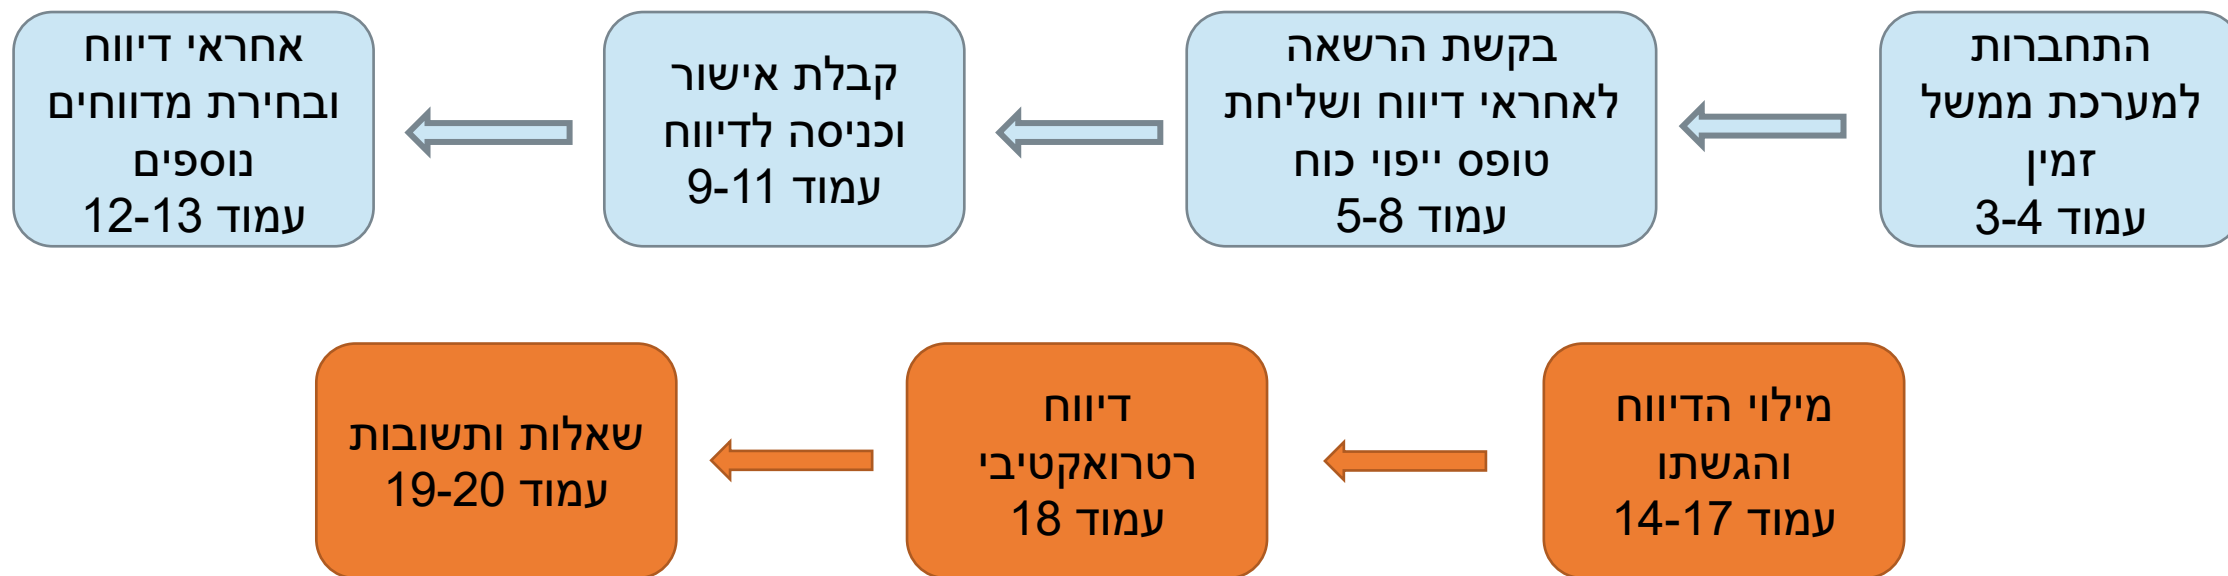 התחברות
למערכת ממשל
זמין
עמוד 3-4
בקשת הרשאה
לאחראי דיווח ושליחת
טופס ייפוי כוח
עמוד 5-8
קבלת אישור
וכניסה לדיווח
עמוד 9-11
אחראי דיווח
ובחירת מדווחים
נוספים
עמוד 12-13
מילוי הדיווח
והגשתו
עמוד 14-17
דיווח
רטרואקטיבי
עמוד 18
שאלות ותשובות
עמוד 19-20